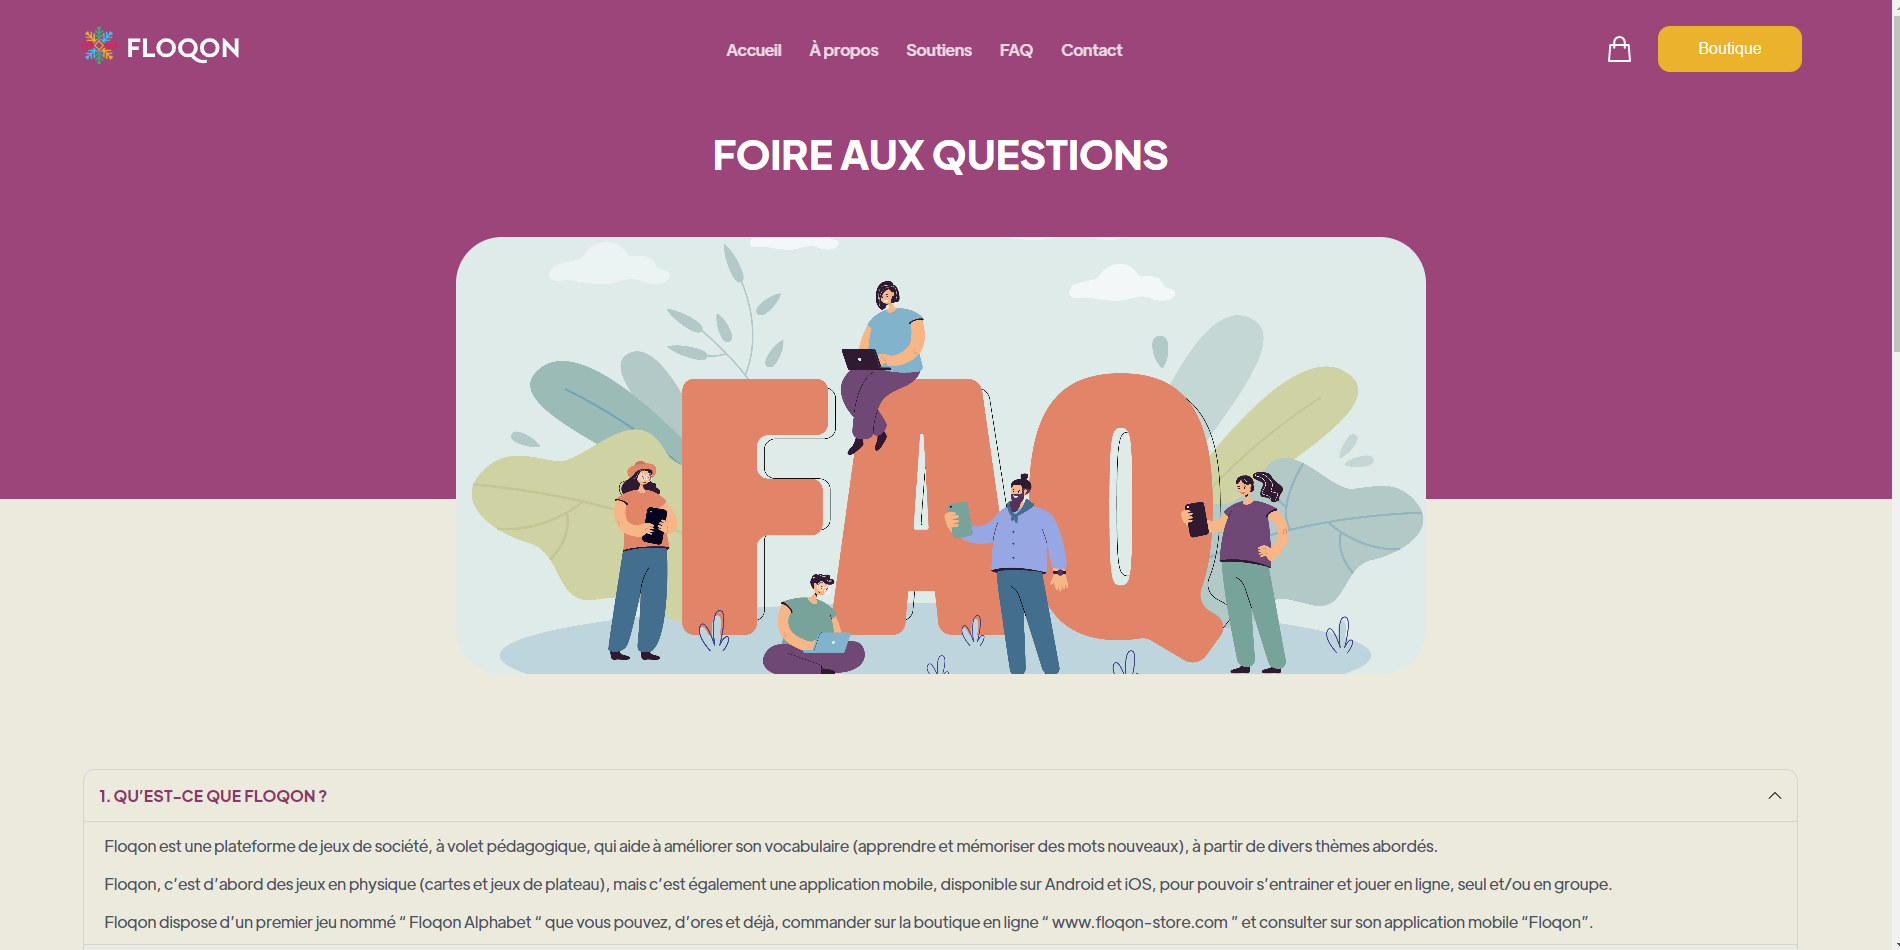 FLOQON
Accueil À propos Soutiens FAQ Contact
Boutique
FOIRE AUX QUESTIONS
FAQ
1. QU’EST-CE QUE FLOQON ?
Floqon est une plateforme de jeux de société, à volet pédagogique, qui aide à améliorer son vocabulaire (apprendre et mémoriser des mots nouveaux), à partir de divers thèmes abordés.
Floqon, c’est d’abord des jeux en physique (cartes et jeux de plateau), mais c’est également une application mobile, disponible sur Android et iOS, pour pouvoir s’entrainer et jouer en ligne, seul et/ou en groupe.
Floqon dispose d’un premier jeu nommé “ Floqon Alphabet “ que vous pouvez, d’ores et déjà, commander sur la boutique en ligne “ www.floqon-store.com ” et consulter sur son application mobile “Floqon”.